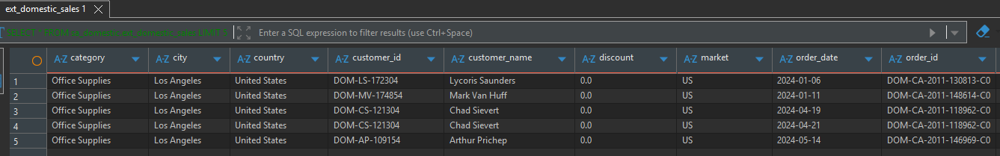 ext_domestic_sales 1
SELECT * FROM sa_domestic.ext_domestic_sales LIMIT 5 Enter a SQL expression to filter results (use Ctrl+Space)
A-Z category A-Z city A-Z country A-Z customer_id A-Z customer_name A-Z discount A-Z market A-Z order_date A-Z order_id
1 Office Supplies Los Angeles United States DOM-LS-172304 Lycoris Saunders 0.0 US 2024-01-06 DOM-CA-2011-130813-C0
2 Office Supplies Los Angeles United States DOM-MV-174854 Mark Van Huff 0.0 US 2024-01-11 DOM-CA-2011-148614-C0
3 Office Supplies Los Angeles United States DOM-CS-121304 Chad Sievert 0.0 US 2024-04-19 DOM-CA-2011-118962-C0
4 Office Supplies Los Angeles United States DOM-CS-121304 Chad Sievert 0.0 US 2024-04-21 DOM-CA-2011-118962-C0
5 Office Supplies Los Angeles United States DOM-AP-109154 Arthur Prichep 0.0 US 2024-05-14 DOM-CA-2011-146969-C0